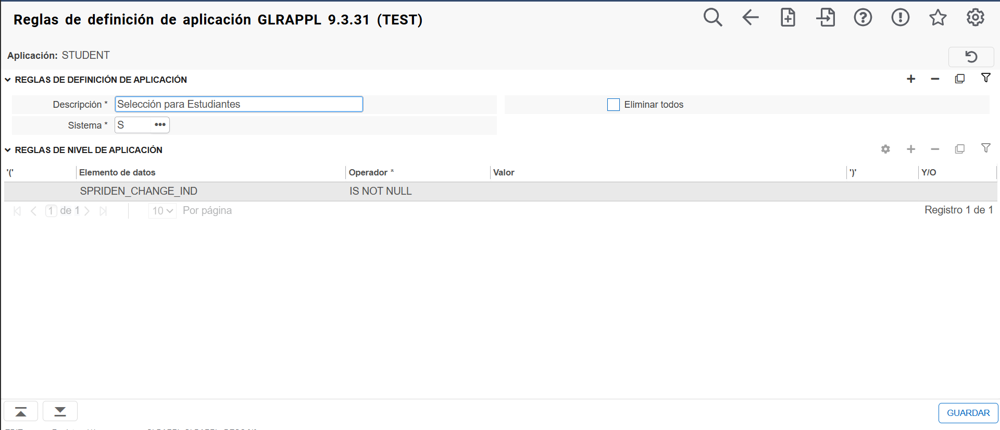 Reglas de definición de aplicación GLRAPPL 9.3.31 (TEST)
Aplicación: STUDENT
REGLAS DE DEFINICIÓN DE APLICACIÓN
Descripción * Selección para Estudiantes
Eliminar todos
Sistema * S •••
REGLAS DE NIVEL DE APLICACIÓN
'(' Elemento de datos Operador * Valor ')' Y/O
SPRIDEN_CHANGE_IND IS NOT NULL
1 de 1 10 Por página Registro 1 de 1
GUARDAR